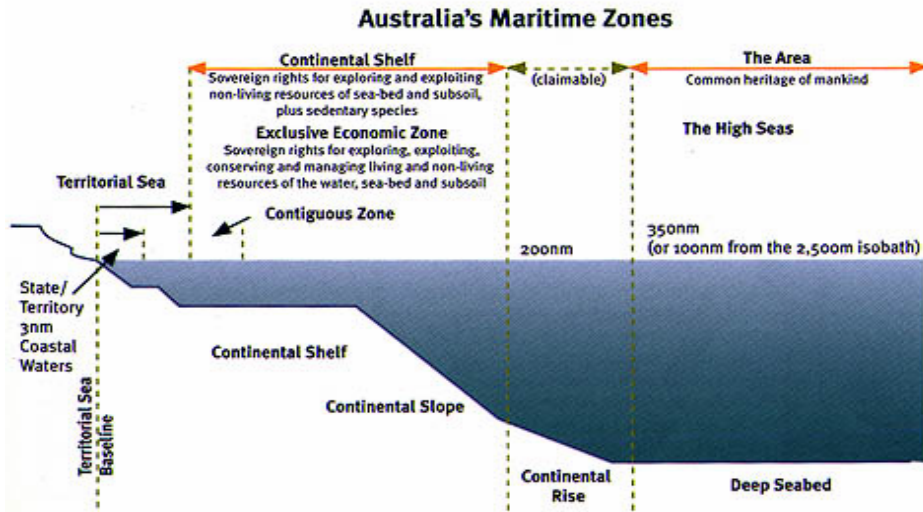 Australia's Maritime Zones
Continental Shelf
Sovereign rights for exploring and exploiting
non-living resources of sea-bed and subsoil,
plus sedentary species
(claimable)
The Area
Common heritage of mankind
Exclusive Economic Zone
Sovereign rights for exploring, exploiting,
conserving and managing living and non-living
resources of the water, sea-bed and subsoil
The High Seas
Territorial Sea
Contiguous Zone
200nm
350nm
(or 100nm from the 2,500m isobath)
State/
Territory
3nm
Coastal
Waters
Territorial Sea
Baseline
Continental Shelf
Continental Slope
Continental
Rise
Deep Seabed